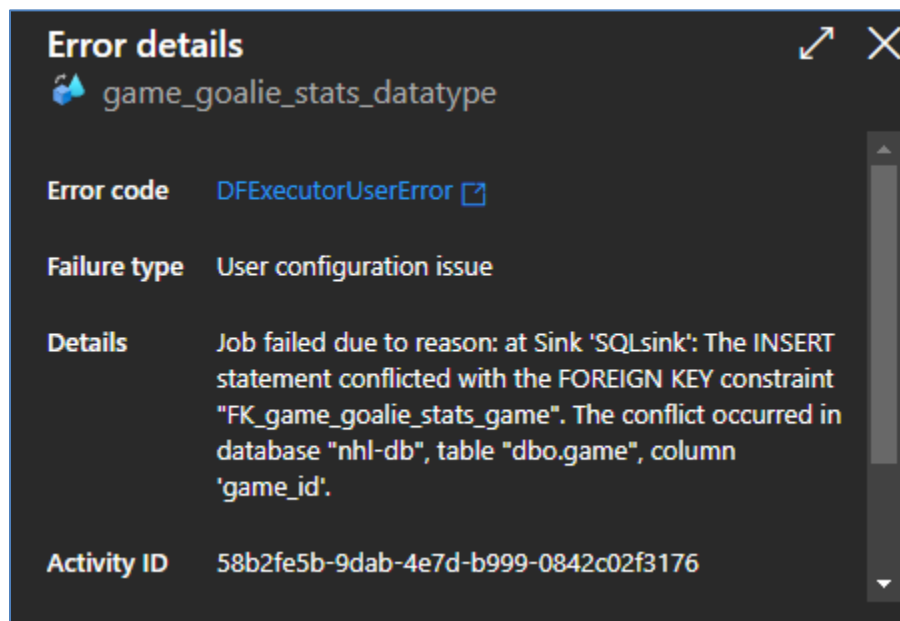 Error details
game_goalie_stats_datatype
Error code DFExecutorUserError
Failure type User configuration issue
Details Job failed due to reason: at Sink 'SQLsink': The INSERT
statement conflicted with the FOREIGN KEY constraint
"FK_game_goalie_stats_game". The conflict occurred in
database "nhl-db", table "dbo.game", column
'game_id'.
Activity ID 58b2fe5b-9dab-4e7d-b999-0842c02f3176